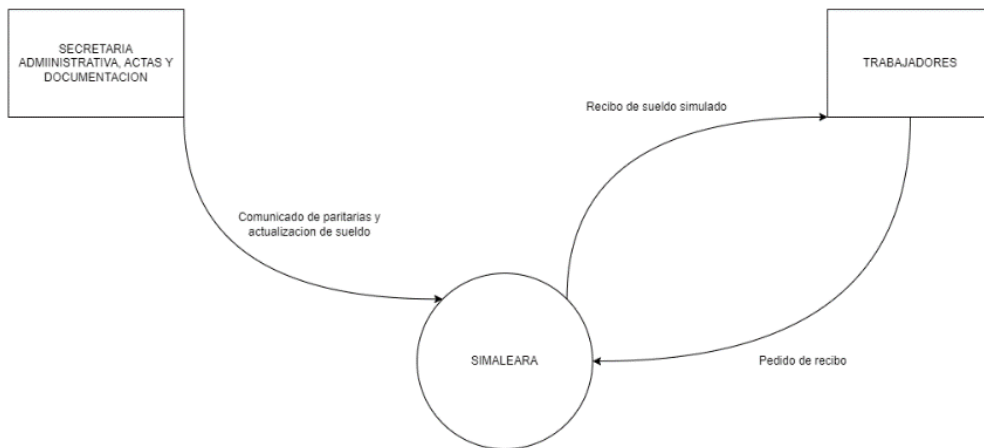 SECRETARIA
ADMIINISTRATIVA, ACTAS Y
DOCUMENTACION
TRABAJADORES
Recibo de sueldo simulado
Comunicado de paritarias y
actualizacion de sueldo
SIMALEARA
Pedido de recibo